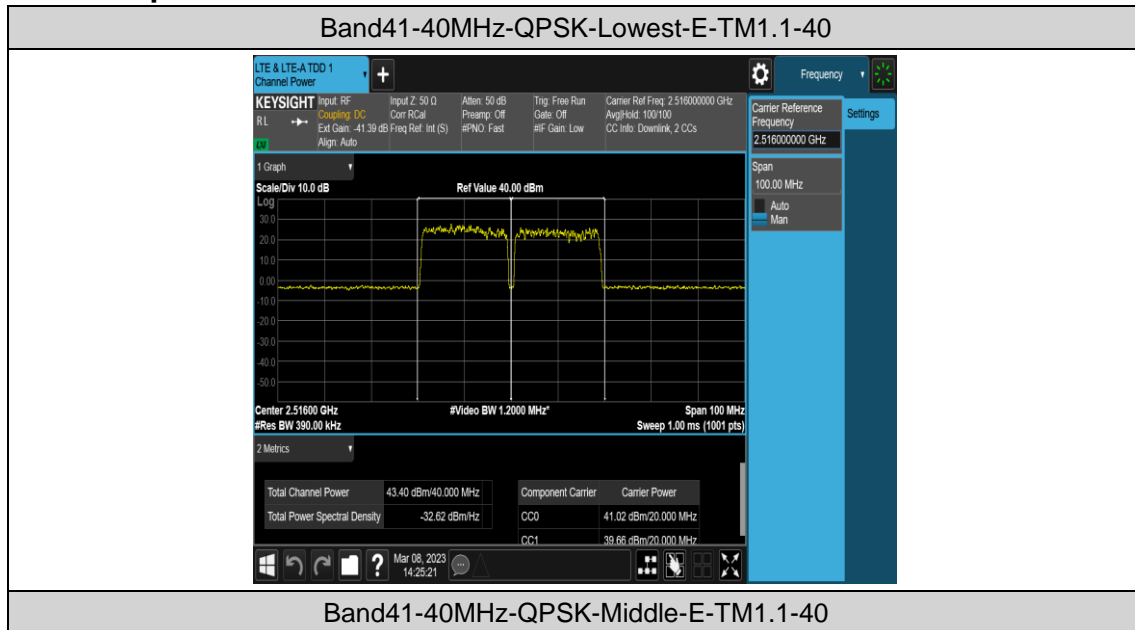 Band41-40MHz-QPSK-Lowest-E-TM1.1-40
LTE & LTE-A TDD 1
Channel Power
+
Frequency
KEYSIGHT
RL
LXI
Input: RF
Coupling: DC
Ext Gain: -41.39 dB
Align: Auto
Input Z: 50 Ω
Corr RCal
Freq Ref: Int (S)
Atten: 50 dB
Preamp: Off
#PNO: Fast
Trig: Free Run
Gate: Off
#IF Gain: Low
Carrier Ref Freq: 2.516000000 GHz
Avg|Hold: 100/100
CC Info: Downlink, 2 CCs
Carrier Reference
Frequency
2.516000000 GHz
Settings
Span
100.00 MHz
Auto
Man
1 Graph
Scale/Div 10.0 dB
Ref Value 40.00 dBm
Log
30.0
20.0
10.0
0.00
-10.0
-20.0
-30.0
-40.0
-50.0
Center 2.51600 GHz
#Video BW 1.2000 MHz*
Span 100 MHz
#Res BW 390.00 kHz
Sweep 1.00 ms (1001 pts)
2 Metrics
Total Channel Power 43.40 dBm/40.000 MHz
Total Power Spectral Density -32.62 dBm/Hz
Component Carrier Carrier Power
CC0 41.02 dBm/20.000 MHz
CC1 39.66 dBm/20.000 MHz
?
Mar 08, 2023
14:25:21
Band41-40MHz-QPSK-Middle-E-TM1.1-40